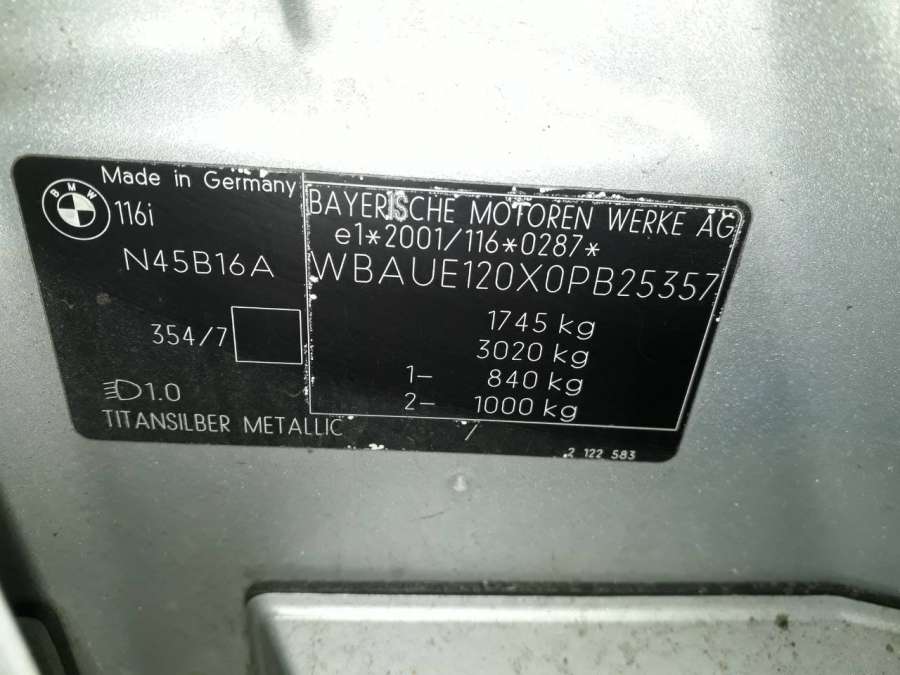 Made in Germany
BMW
116i
N45B16A
354/7
D1.0
TITANSILBER METALLIC /
BAYERISCHE MOTOREN WERKE AG
e1*2001/116*0287*
WBAUE120X0PB25357
1745 kg
3020 kg
1- 840 kg
2- 1000 kg
2 122 583